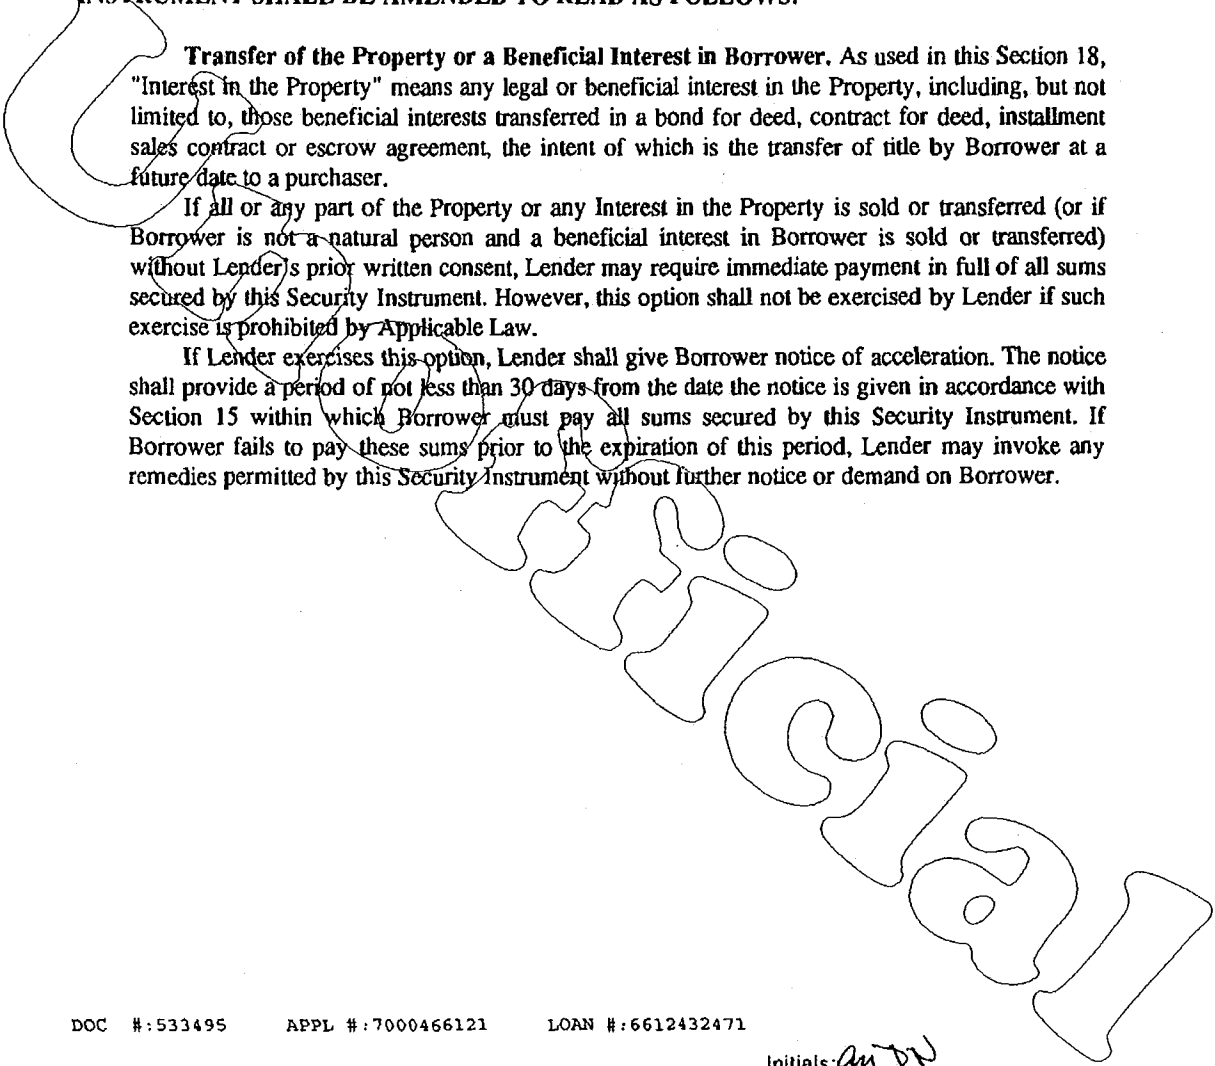 INSTRUMENT SHALL BE AMENDED TO READ AS FOLLOWS:
Transfer of the Property or a Beneficial Interest in Borrower. As used in this Section 18,
"Interest in the Property" means any legal or beneficial interest in the Property, including, but not
limited to, those beneficial interests transferred in a bond for deed, contract for deed, installment
sales contract or escrow agreement, the intent of which is the transfer of title by Borrower at a
future date to a purchaser.
If all or any part of the Property or any Interest in the Property is sold or transferred (or if
Borrower is not a natural person and a beneficial interest in Borrower is sold or transferred)
without Lender's prior written consent, Lender may require immediate payment in full of all sums
secured by this Security Instrument. However, this option shall not be exercised by Lender if such
exercise is prohibited by Applicable Law.
If Lender exercises this option, Lender shall give Borrower notice of acceleration. The notice
shall provide a period of not less than 30 days from the date the notice is given in accordance with
Section 15 within which Borrower must pay all sums secured by this Security Instrument. If
Borrower fails to pay these sums prior to the expiration of this period, Lender may invoke any
remedies permitted by this Security Instrument without further notice or demand on Borrower.
Unofficial
DOC #:533495 APPL #:7000466121 LOAN #:6612432471
Initials: